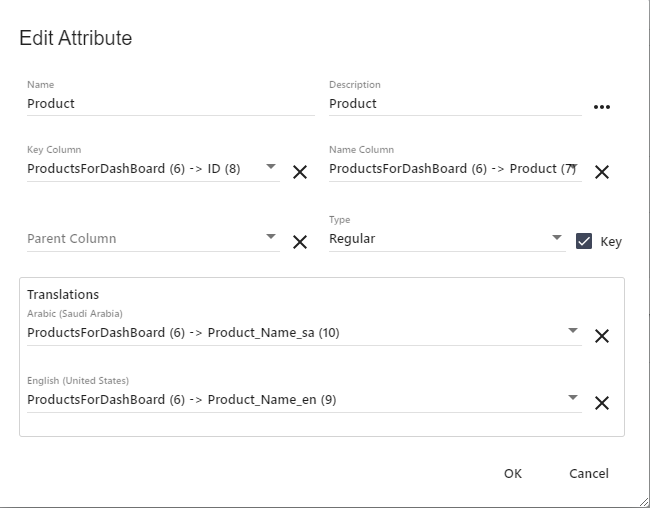 Edit Attribute
Name
Product
Description
Product
Key Column
ProductsForDashBoard (6) -> ID (8)
Name Column
ProductsForDashBoard (6) -> Product (7)
Parent Column
Type
Regular
Key
Translations
Arabic (Saudi Arabia)
ProductsForDashBoard (6) -> Product_Name_sa (10)
English (United States)
ProductsForDashBoard (6) -> Product_Name_en (9)
OK
Cancel